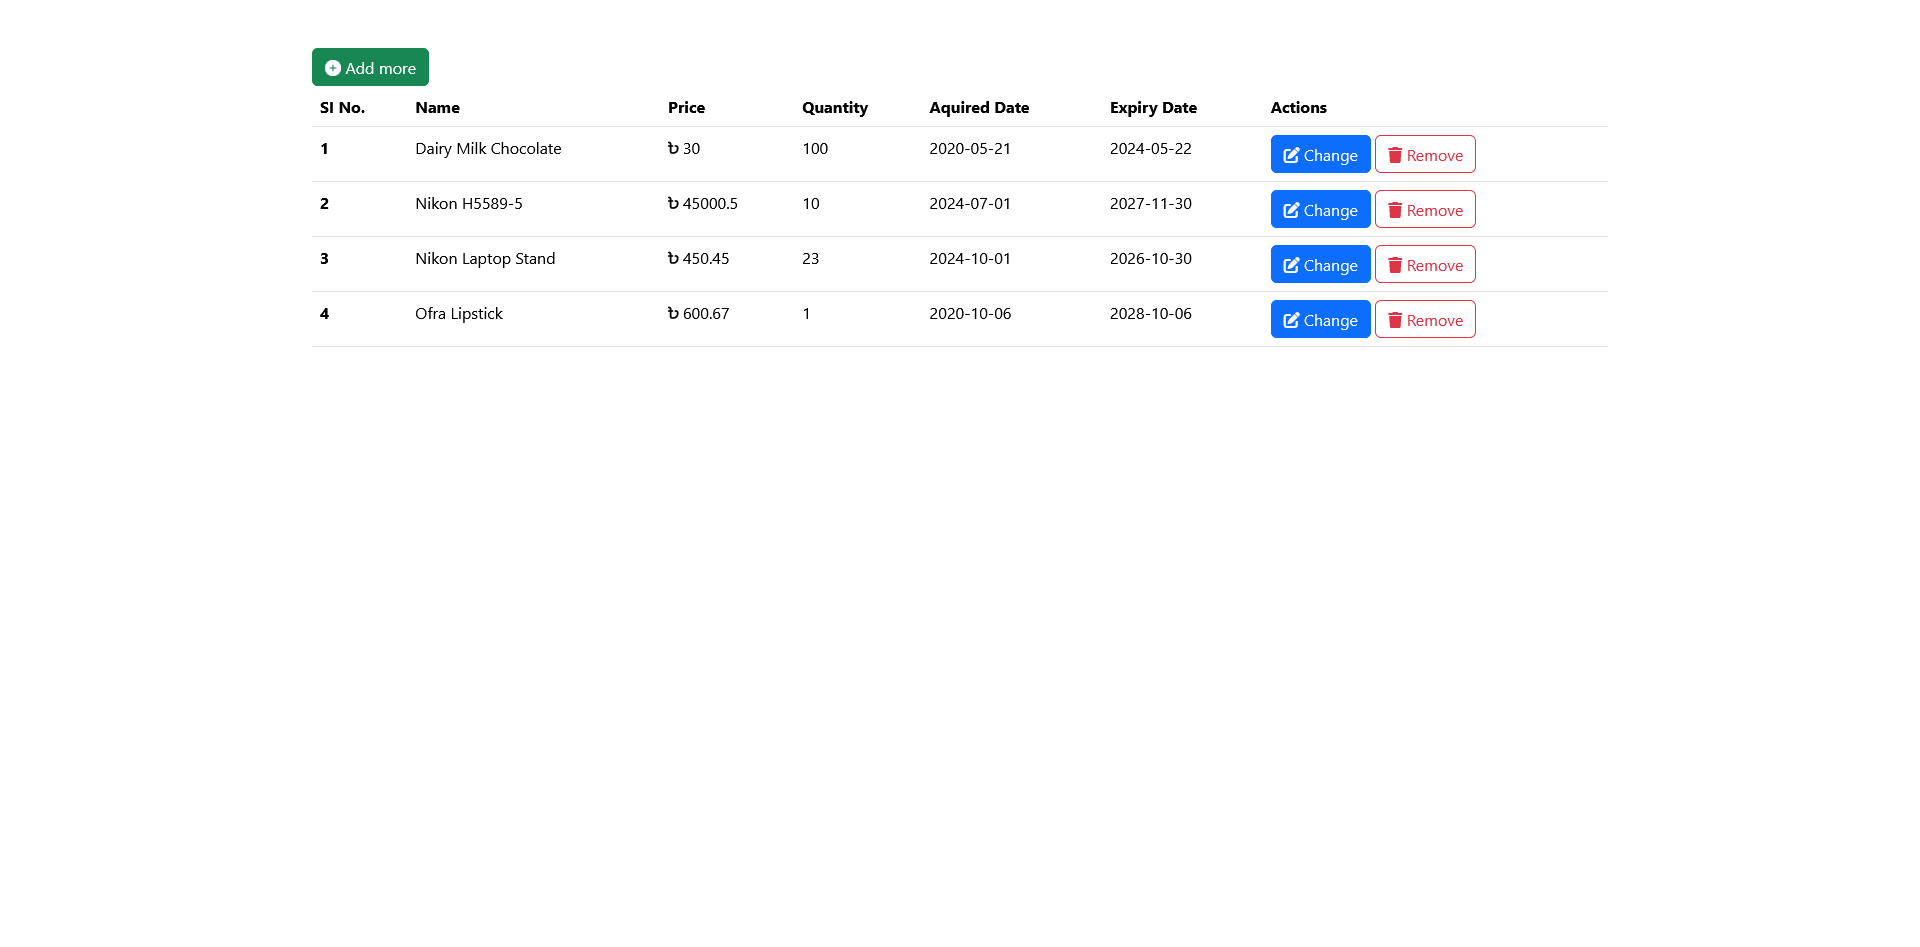 Add more
SI No. Name Price Quantity Aquired Date Expiry Date Actions
1 Dairy Milk Chocolate ৳ 30 100 2020-05-21 2024-05-22 Change Remove
2 Nikon H5589-5 ৳ 45000.5 10 2024-07-01 2027-11-30 Change Remove
3 Nikon Laptop Stand ৳ 450.45 23 2024-10-01 2026-10-30 Change Remove
4 Ofra Lipstick ৳ 600.67 1 2020-10-06 2028-10-06 Change Remove